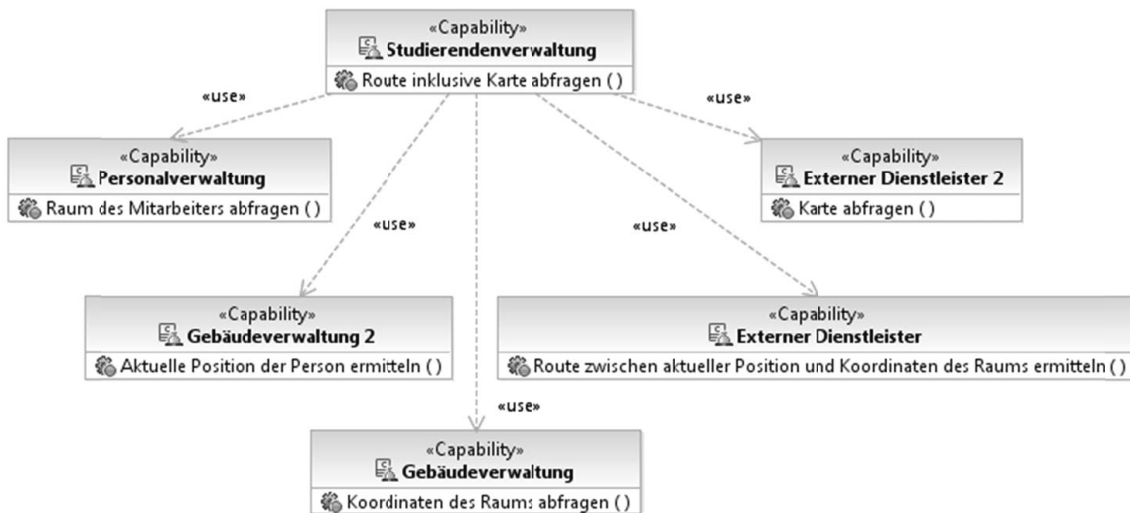 «Capability»
Studierendenverwaltung
Route inklusive Karte abfragen ( )
«use»
«use»
«Capability»
Personalverwaltung
Raum des Mitarbeiters abfragen ( )
«Capability»
Externer Dienstleister 2
Karte abfragen ( )
«use»
«use»
«Capability»
Gebäudeverwaltung 2
Aktuelle Position der Person ermitteln ( )
«Capability»
Externer Dienstleister
Route zwischen aktueller Position und Koordinaten des Raums ermitteln ( )
«use»
«Capability»
Gebäudeverwaltung
Koordinaten des Raums abfragen ( )